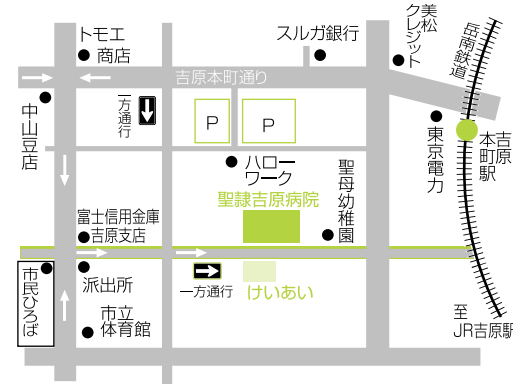 トモエ
商店
スルガ銀行
美松
クレジット
岳南鉄道
吉原本町通り
中山豆店
一方通行
P
P
東京電力
吉原
本町駅
ハロー
ワーク
聖母幼稚園
聖隷吉原病院
富士信用金庫
吉原支店
派出所
一方通行
けいあい
市民ひろば
市立
体育館
至
JR吉原駅